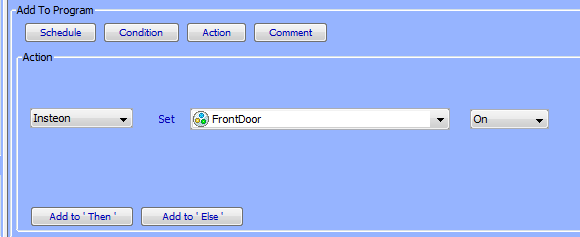 Add To Program
Schedule Condition Action Comment
Action
Insteon Set FrontDoor On
Add to ' Then ' Add to ' Else '